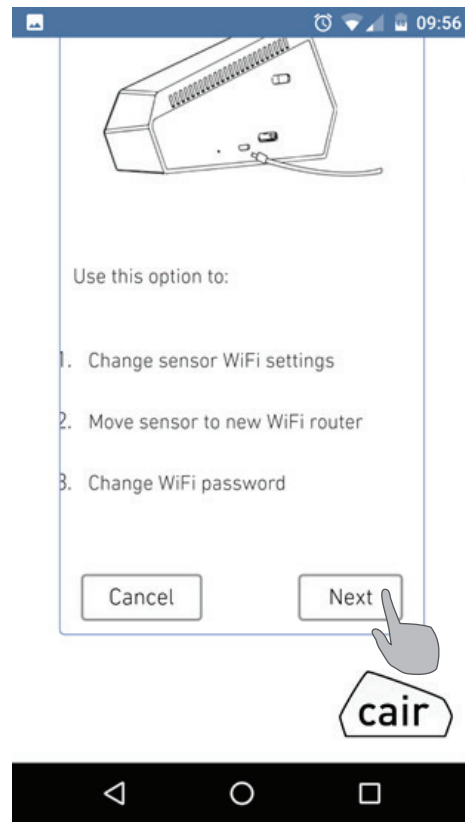 09:56
Use this option to:
1. Change sensor WiFi settings
2. Move sensor to new WiFi router
3. Change WiFi password
Cancel
Next
cair